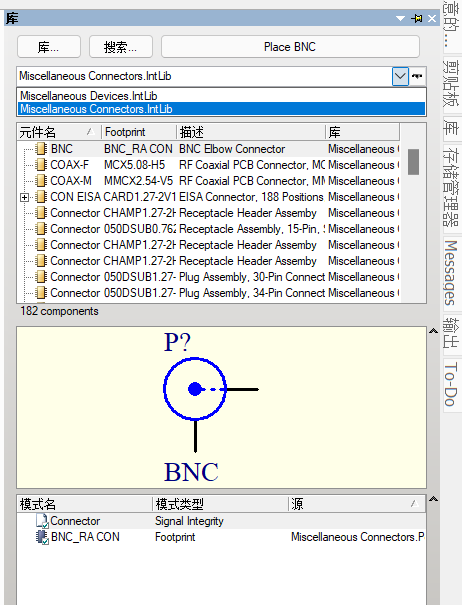 库
库...
搜索...
Place BNC
Miscellaneous Connectors.IntLib
Miscellaneous Devices.IntLib
Miscellaneous Connectors.IntLib
元件名 Footprint 描述 库
BNC BNC_RA CON BNC Elbow Connector Miscellaneous
COAX-F MCX5.08-H5 RF Coaxial PCB Connector, MC Miscellaneous
COAX-M MMCX2.54-V5 RF Coaxial PCB Connector, MM Miscellaneous
CON EISA CARD1.27-2V1 EISA Connector, 188 Positions Miscellaneous
Connector CHAMP1.27-2H Receptacle Header Assemby Miscellaneous
Connector 050DSUB0.762 Receptacle Assembly, 15-Pin, Miscellaneous
Connector CHAMP1.27-2H Receptacle Header Assemby Miscellaneous
Connector CHAMP1.27-2H Receptacle Header Assemby Miscellaneous
Connector 050DSUB1.27- Plug Assembly, 30-Pin Connect Miscellaneous
Connector 050DSUB1.27- Plug Assembly, 34-Pin Connect Miscellaneous
182 components
P?
BNC
模式名 模式类型 源
Connector Signal Integrity
BNC_RA CON Footprint Miscellaneous Connectors.P
意的...
剪贴板
库
存储管理器
Messages
输出
To-Do